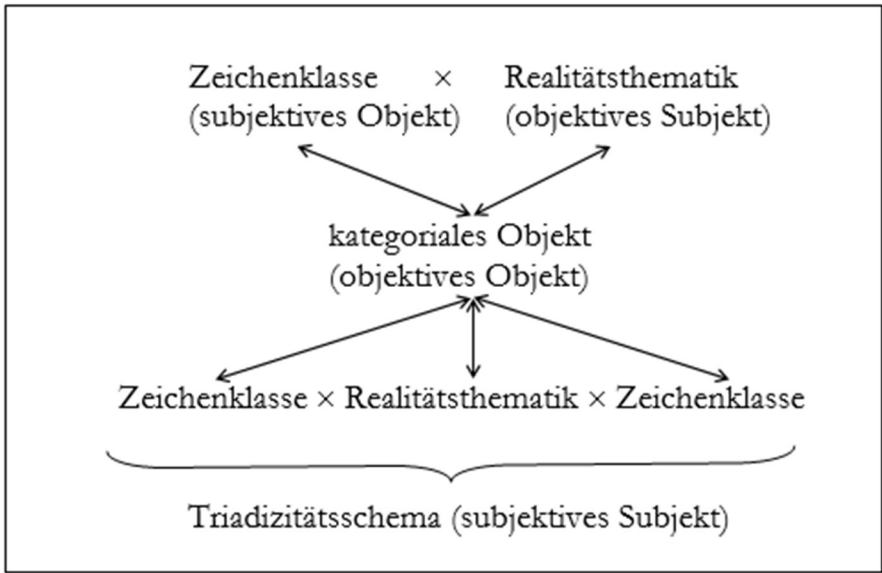 Zeichenklasse × Realitätsthematik
(subjektives Objekt) (objektives Subjekt)
kategoriales Objekt
(objektives Objekt)
Zeichenklasse × Realitätsthematik × Zeichenklasse
Triadizitätsschema (subjektives Subjekt)